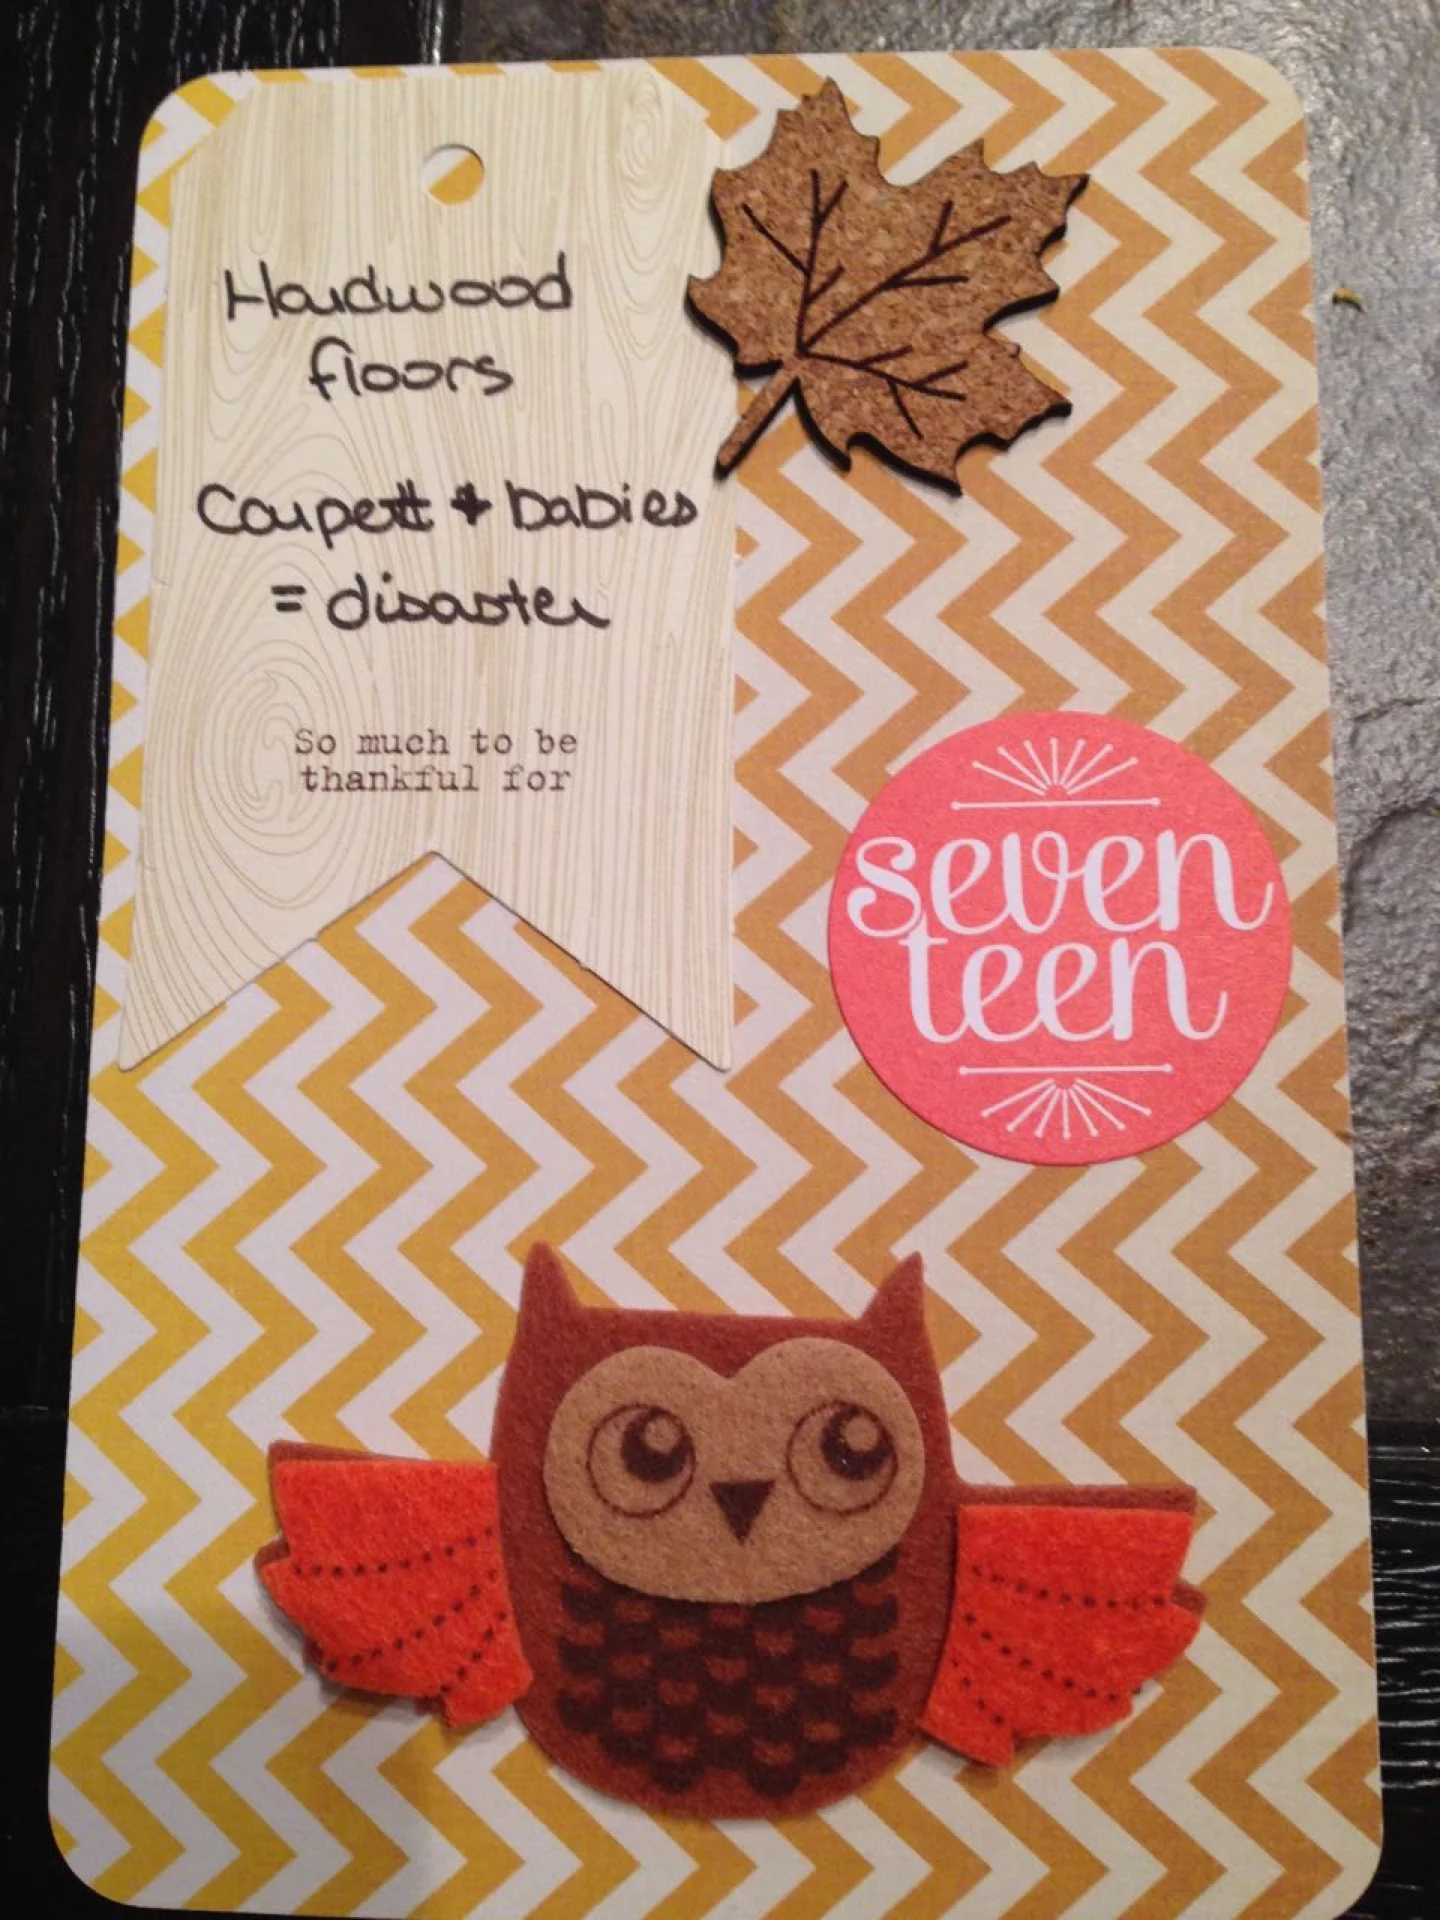 Hardwood
floors
Carpet & babies
= disaster
So much to be
thankful for
seven
teen